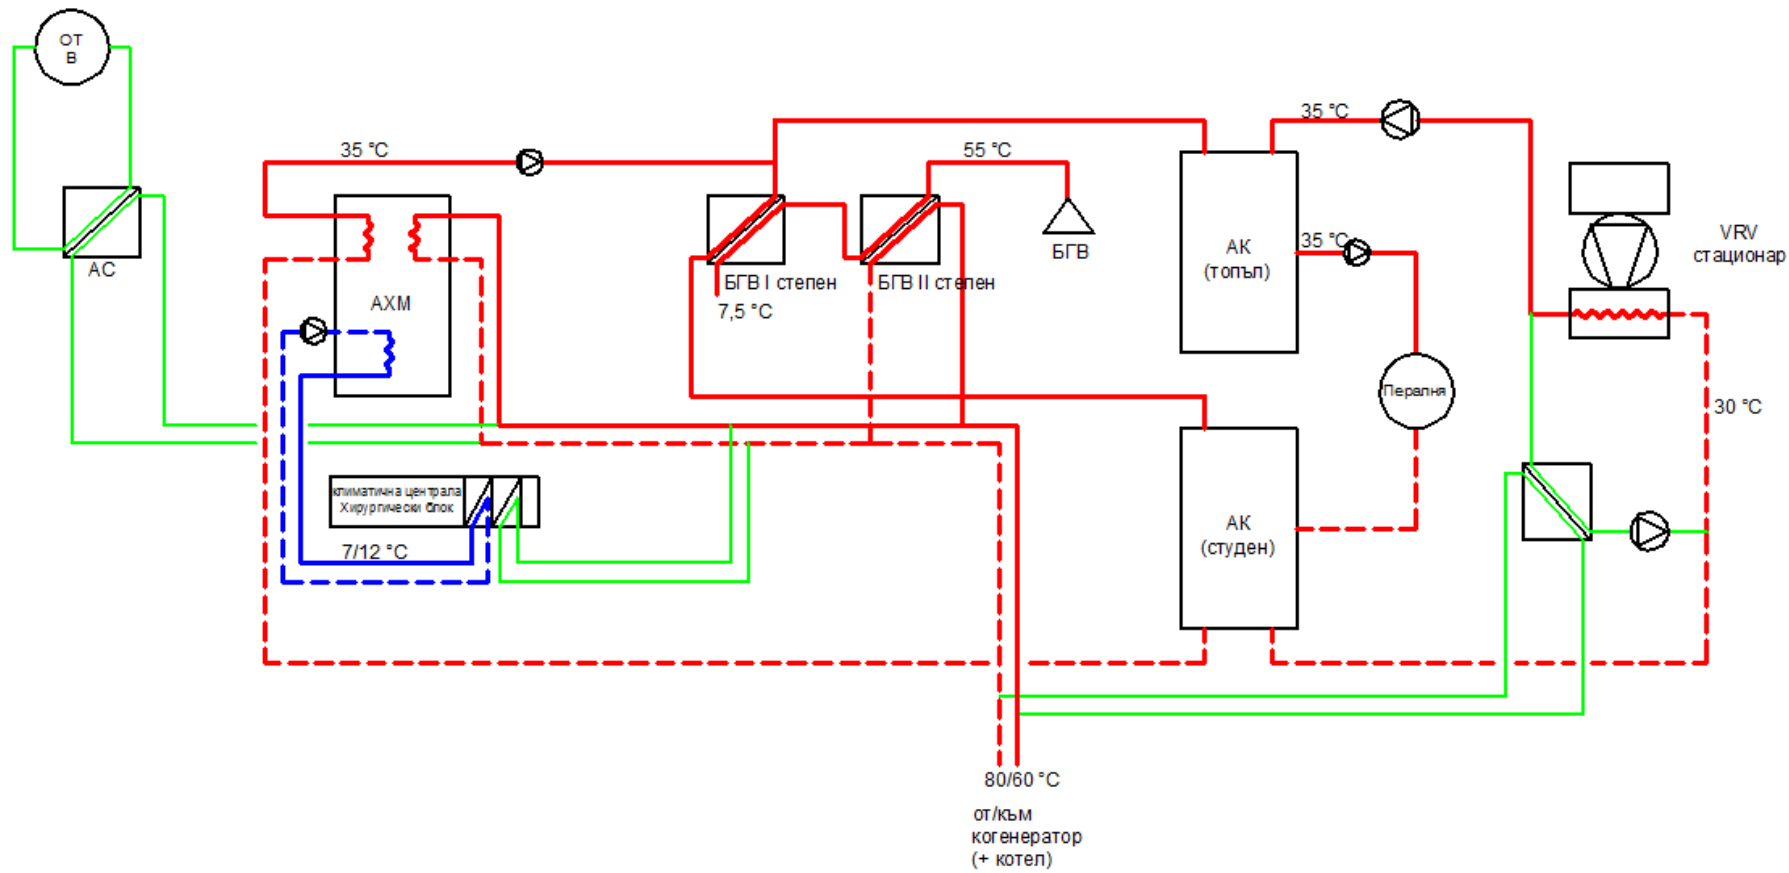 ОТ
В
35 °C
55 °C
35 °C
35 °C
АС
АХМ
БГВ I степен
7,5 °C
БГВ II степен
БГВ
АК
(топъл)
VRV
стационар
Пералня
30 °C
климатична централа
Хирургически блок
7/12 °C
АК
(студен)
80/60 °C
от/към
когенератор
(+ котел)